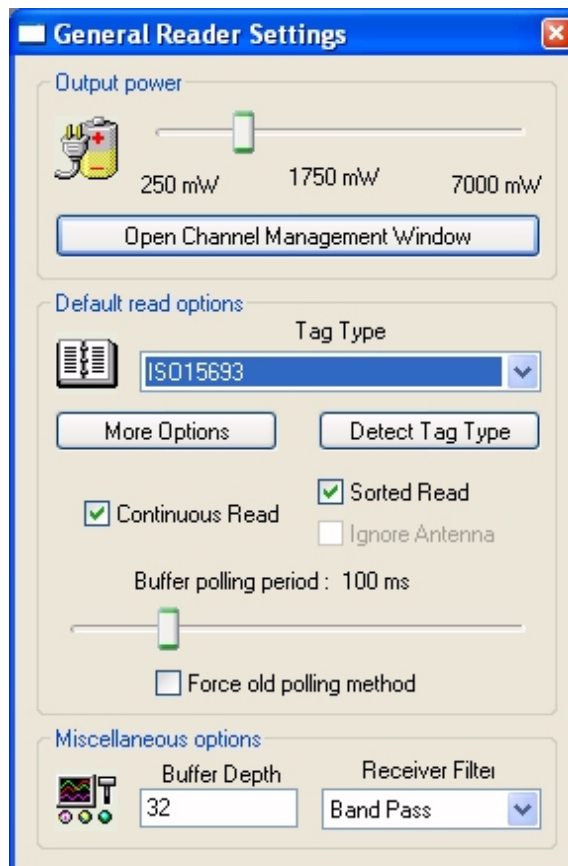 General Reader Settings
Output power
250 mW 1750 mW 7000 mW
Open Channel Management Window
Default read options
Tag Type
ISO15693
More Options Detect Tag Type
Continuous Read
Sorted Read
Ignore Antenna
Buffer polling period : 100 ms
Force old polling method
Miscellaneous options
Buffer Depth Receiver Filter
32 Band Pass